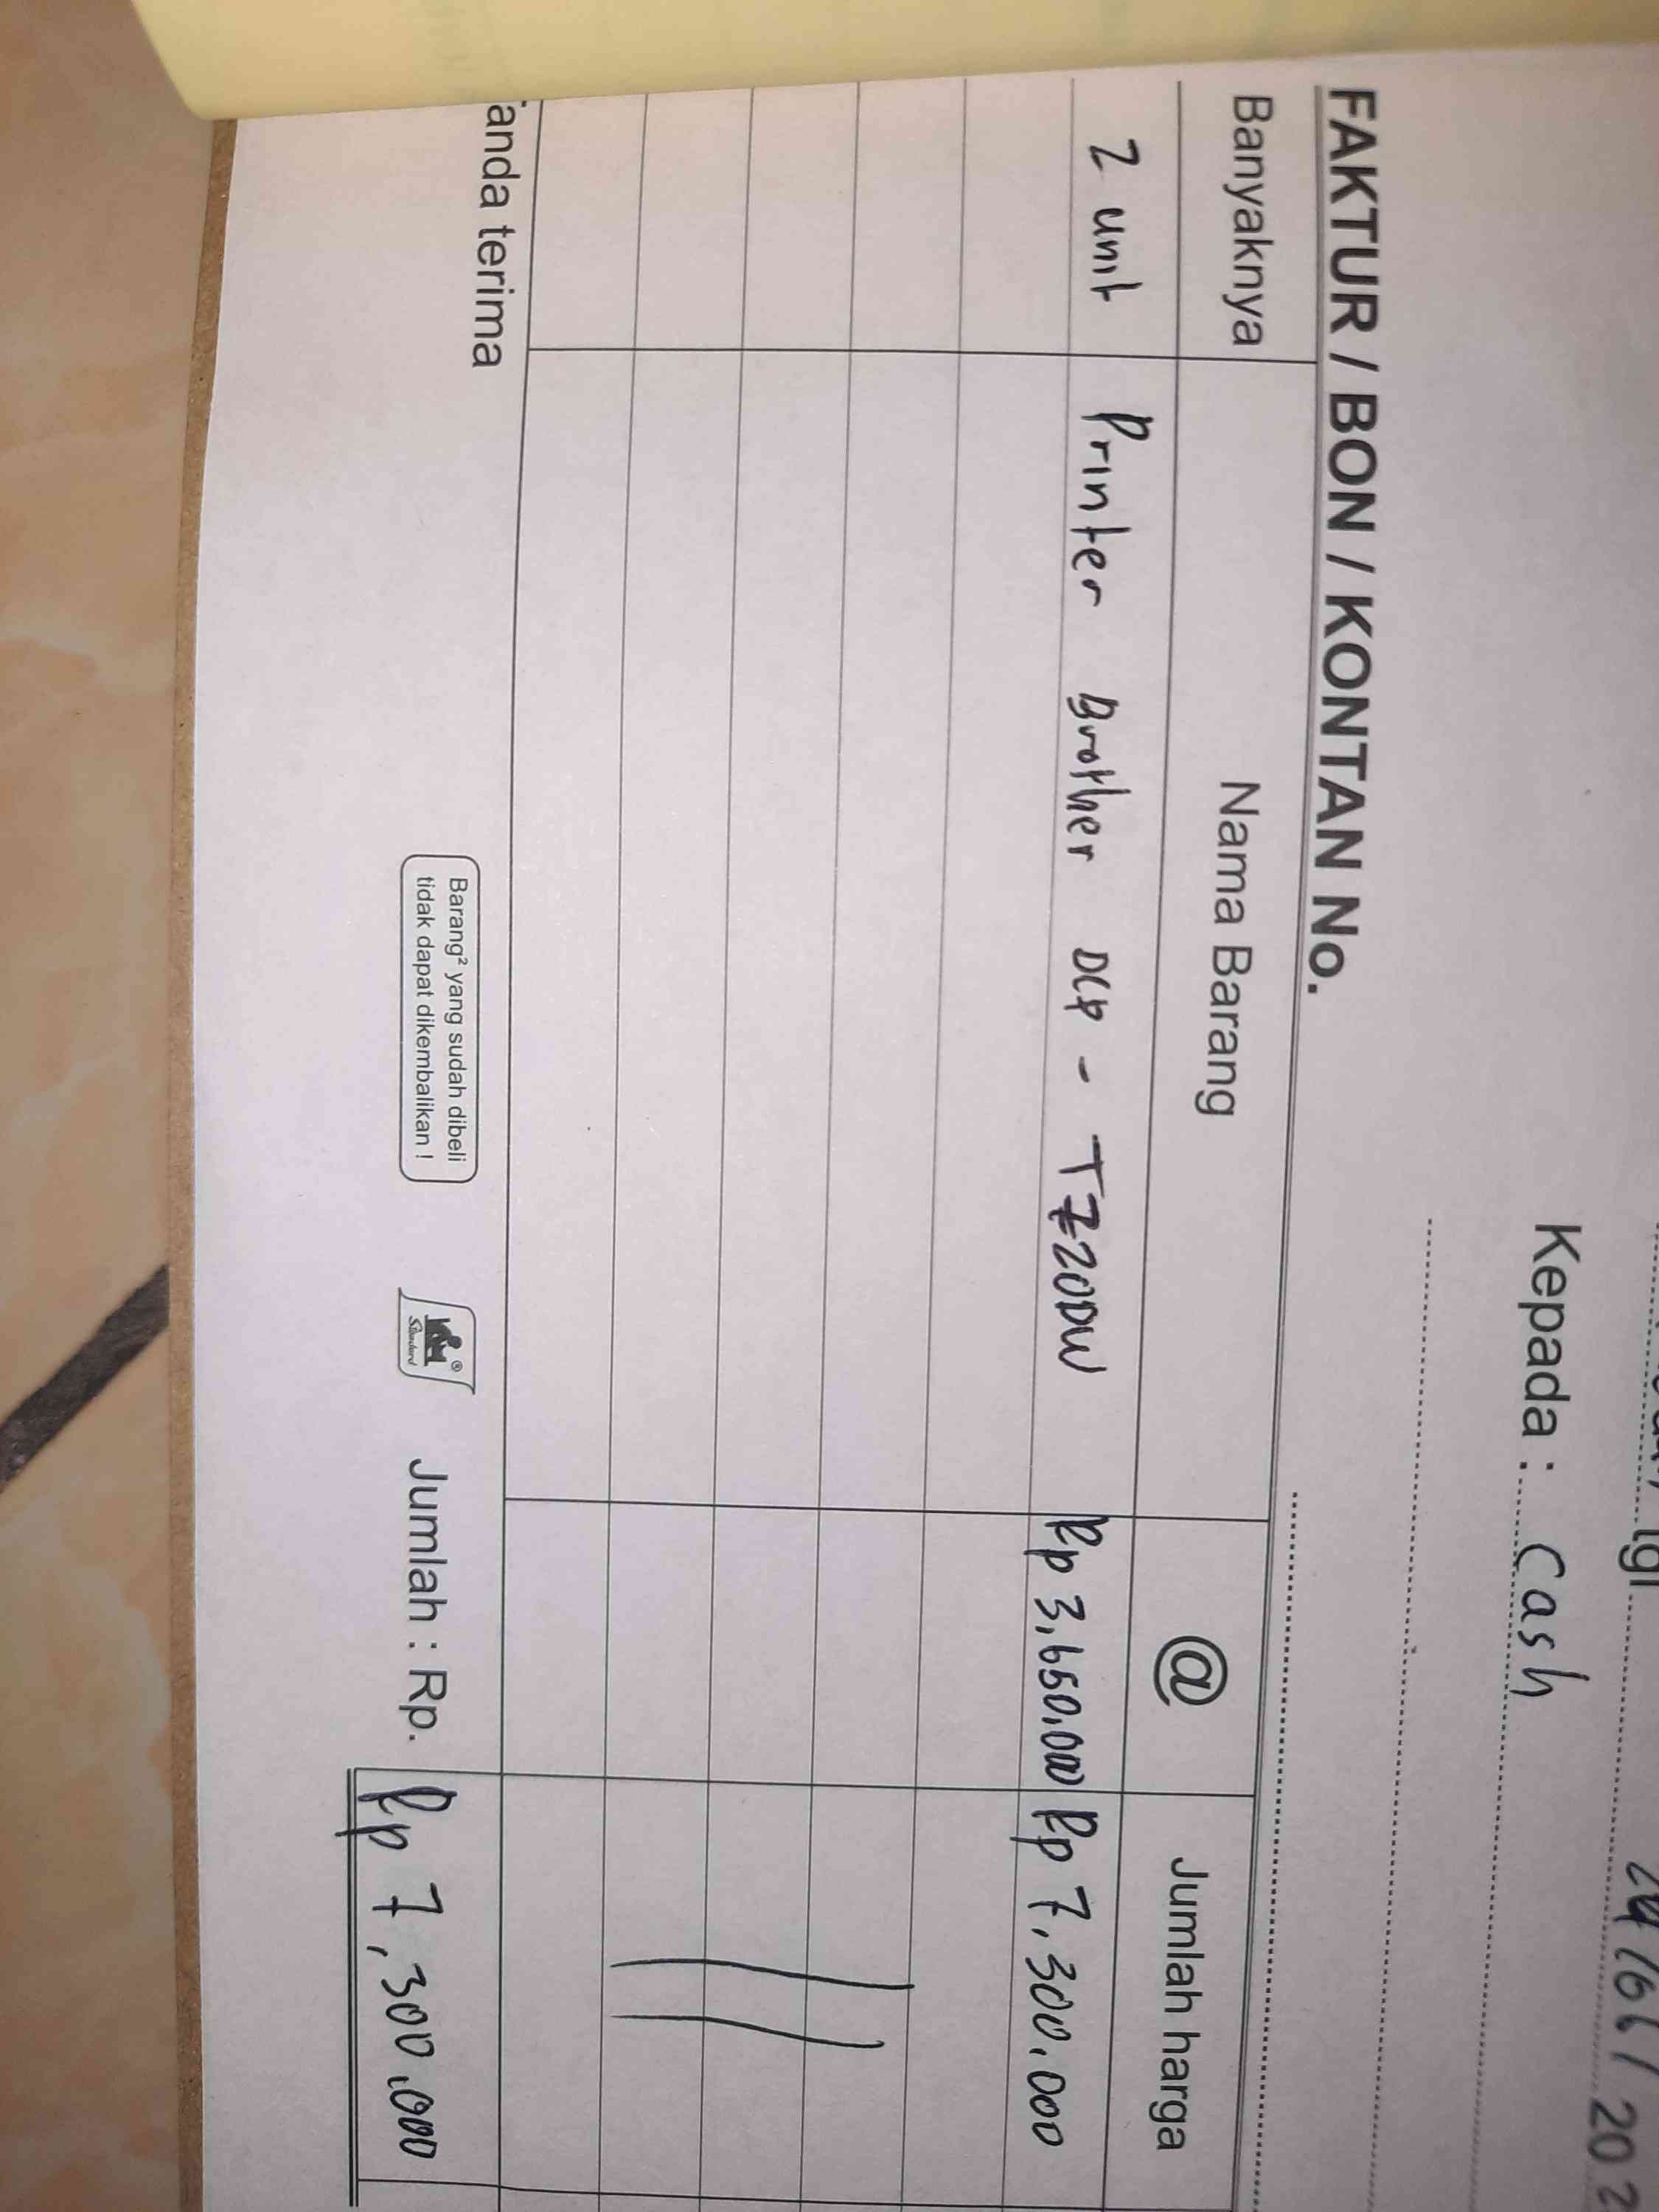 tgl. 24/06/202
Kepada : Cash
FAKTUR / BON / KONTAN No.
Banyaknya Nama Barang @ Jumlah harga
2 unit Printer Brother DCP - T720DW Rp 3,650.000 Rp 7,300.000
anda terima Jumlah : Rp. Rp 7,300.000
Barang² yang sudah dibeli
tidak dapat dikembalikan !
Standard